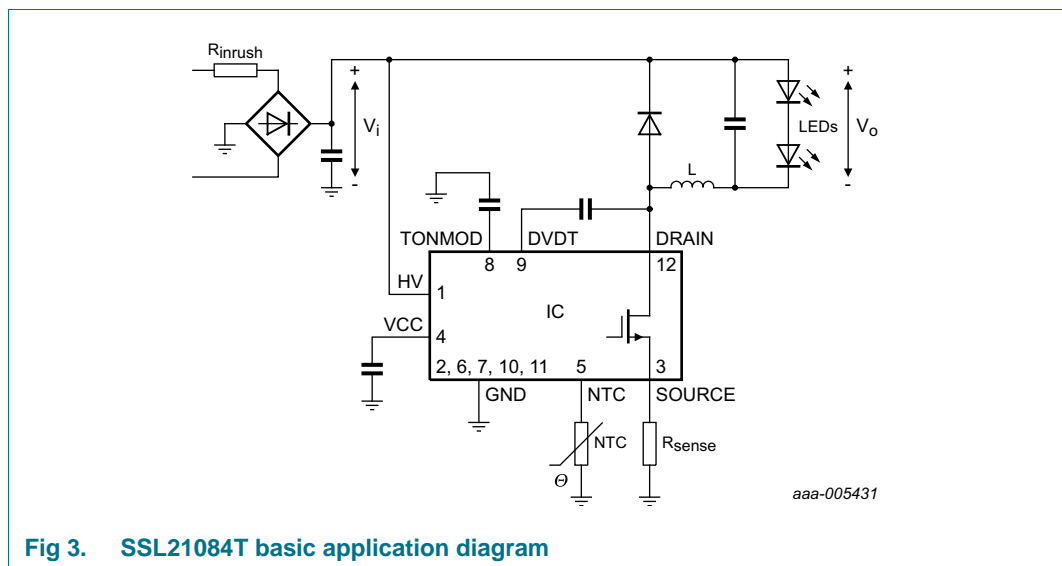 Rinrush
+
Vi
-
+
LEDs
Vo
-
L
TONMOD
DVDT
DRAIN
8
9
12
HV
1
IC
VCC
4
2, 6, 7, 10, 11
5
3
GND
NTC
SOURCE
NTC
Rsense
Θ
aaa-005431
Fig 3. SSL21084T basic application diagram